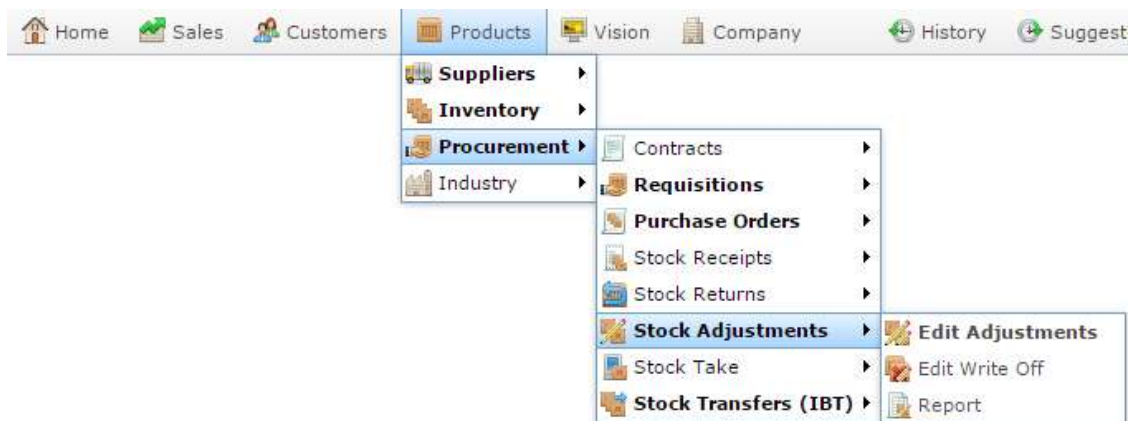 Home Sales Customers Products Vision Company History Suggest
Suppliers
Inventory
Procurement Contracts
Industry Requisitions
Purchase Orders
Stock Receipts
Stock Returns
Stock Adjustments Edit Adjustments
Stock Take Edit Write Off
Stock Transfers (IBT) Report